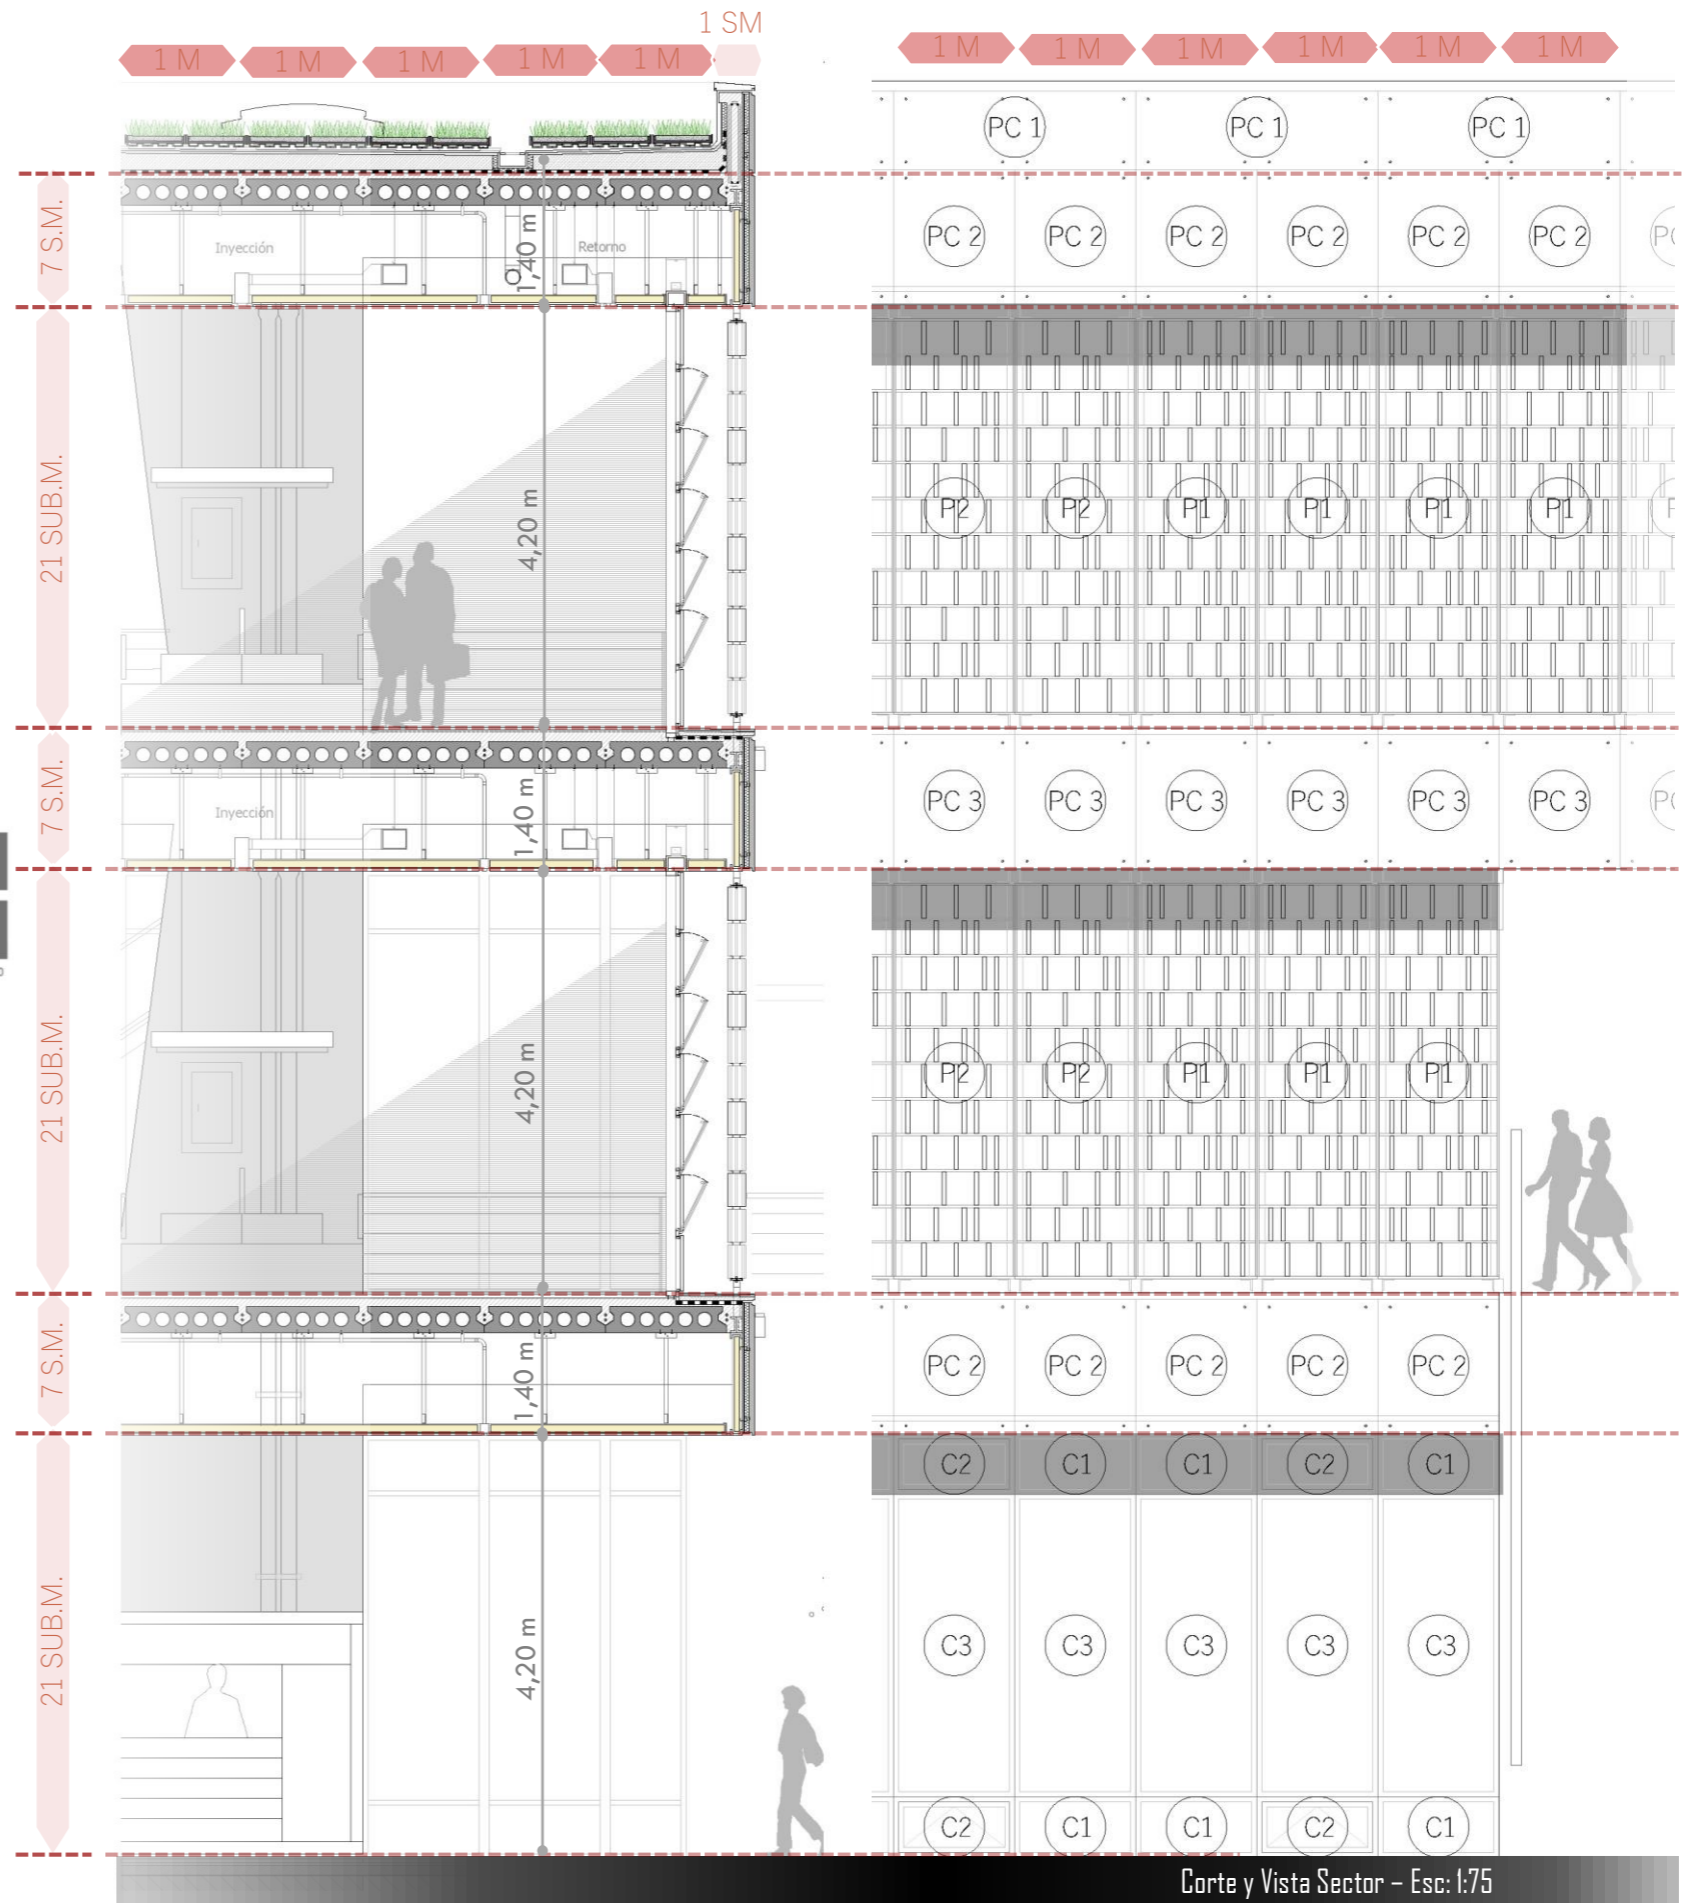 1 SM
1 M 1 M 1 M 1 M 1 M
1 M 1 M 1 M 1 M 1 M 1 M
PC 1 PC 1 PC 1
7 S.M.
Inyección
1,40 m
Retorno
PC 2 PC 2 PC 2 PC 2 PC 2 PC 2
21 SUB.M.
4,20 m
P2 P2 P1 P1 P1 P1
7 S.M.
Inyección
1,40 m
PC 3 PC 3 PC 3 PC 3 PC 3 PC 3
21 SUB.M.
4,20 m
P2 P2 P1 P1 P1
7 S.M.
1,40 m
PC 2 PC 2 PC 2 PC 2 PC 2
C2 C1 C1 C2 C1
21 SUB.M.
4,20 m
C3 C3 C3 C3 C3
C2 C1 C1 C2 C1
Corte y Vista Sector – Esc: 1:75